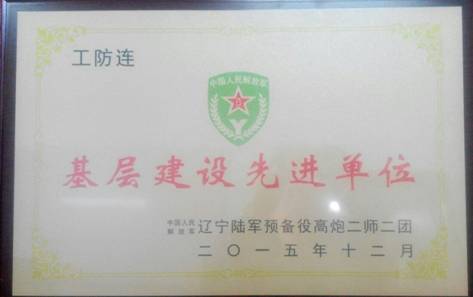 工防连
中国人民解放军
基层建设先进单位
中国人民解放军 辽宁陆军预备役高炮二师二团
二〇一五年十二月